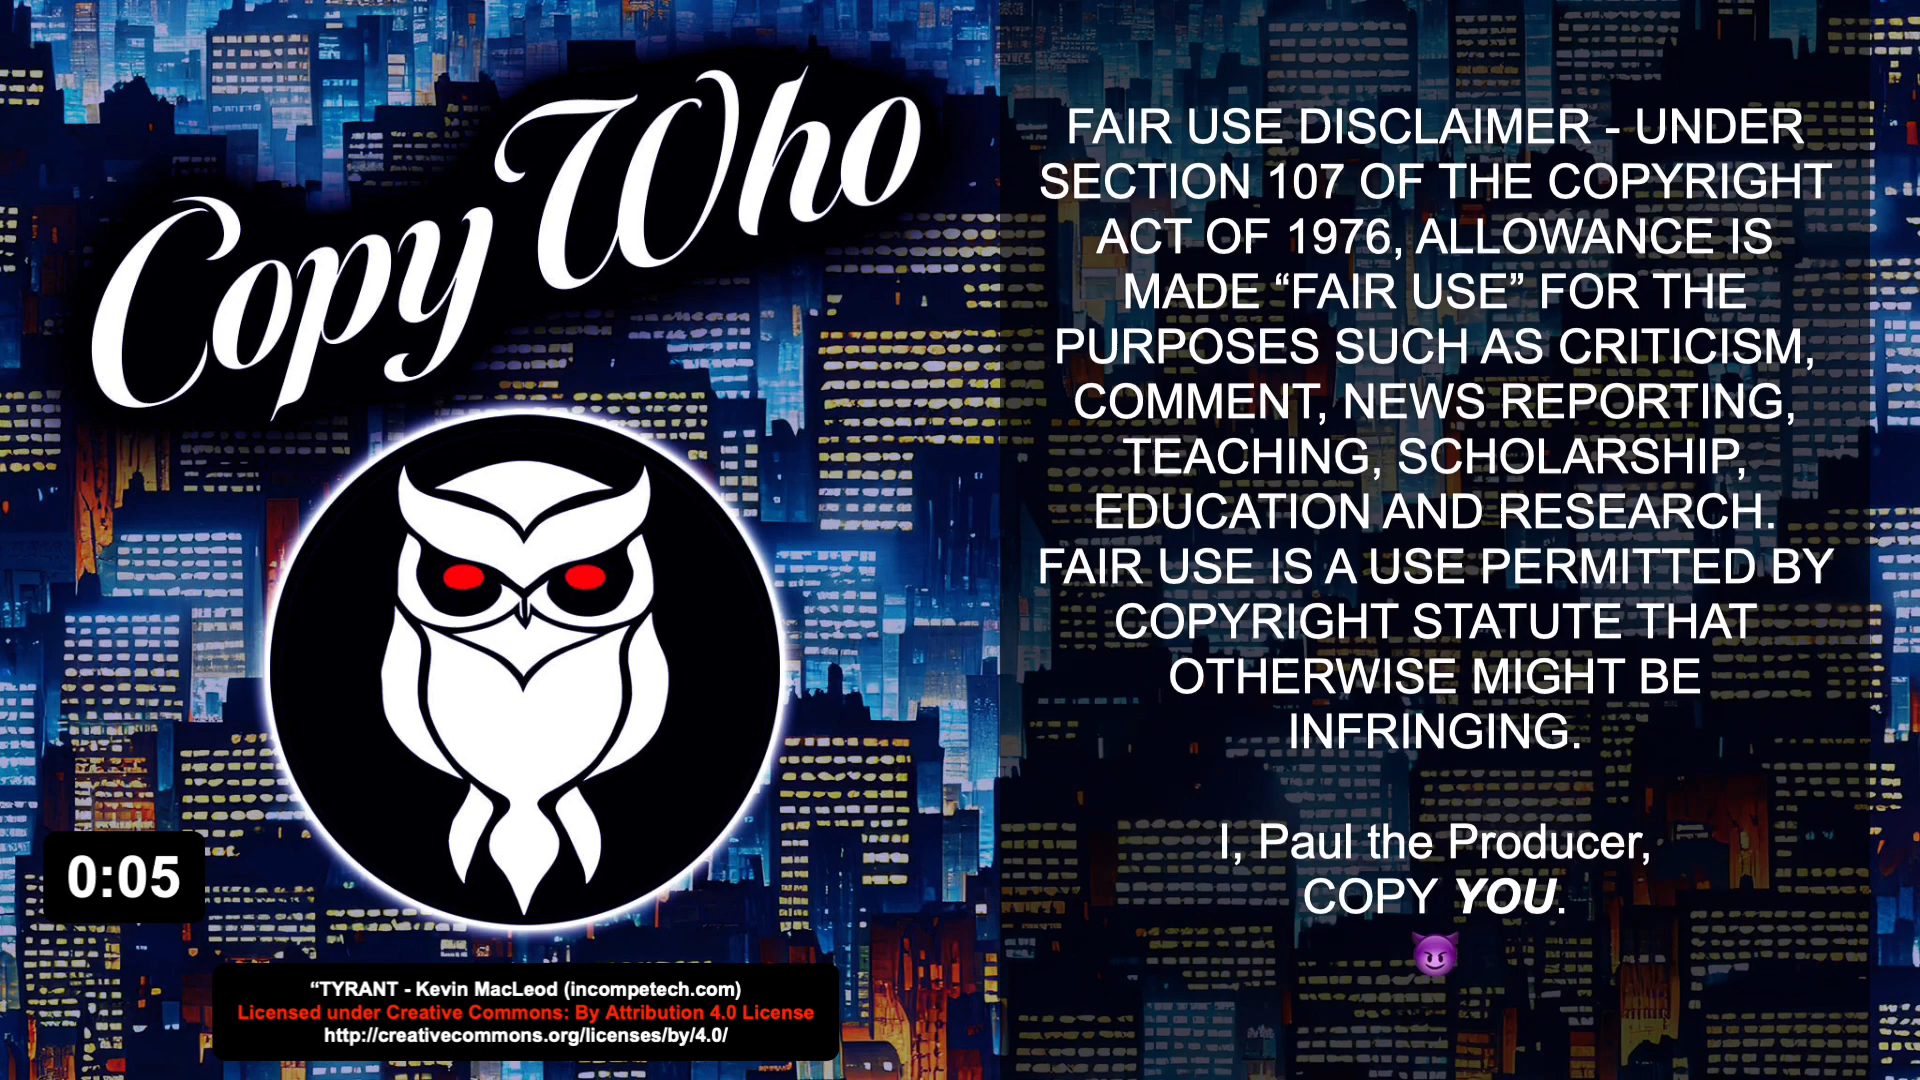 Copy Who
FAIR USE DISCLAIMER - UNDER
SECTION 107 OF THE COPYRIGHT
ACT OF 1976, ALLOWANCE IS
MADE “FAIR USE” FOR THE
PURPOSES SUCH AS CRITICISM,
COMMENT, NEWS REPORTING,
TEACHING, SCHOLARSHIP,
EDUCATION AND RESEARCH.
FAIR USE IS A USE PERMITTED BY
COPYRIGHT STATUTE THAT
OTHERWISE MIGHT BE
INFRINGING.
I, Paul the Producer,
COPY YOU.
😈
0:05
“TYRANT - Kevin MacLeod (incompetech.com)
Licensed under Creative Commons: By Attribution 4.0 License
http://creativecommons.org/licenses/by/4.0/